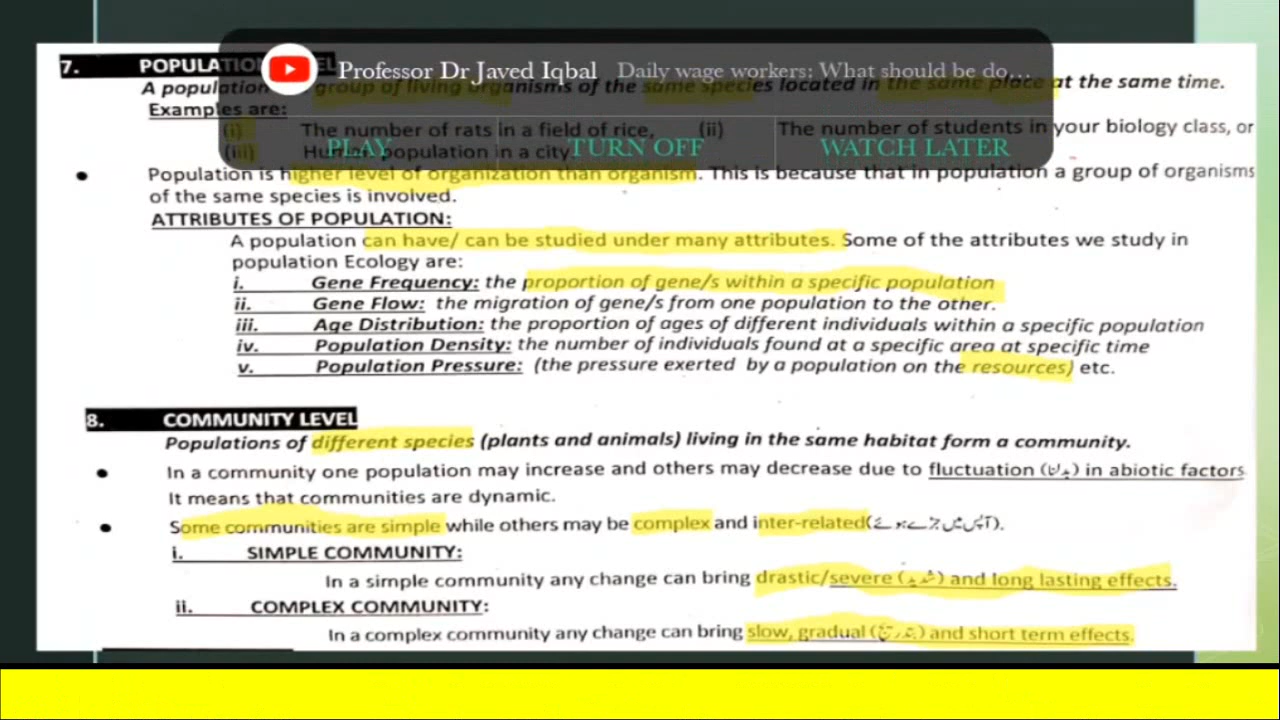 7. POPULATION LEVEL
Professor Dr Javed Iqbal Daily wage workers: What should be do...
A population group of living organisms of the same species located in the same place at the same time.
Examples are:
(i) The number of rats in a field of rice, (ii) The number of students in your biology class, or
(iii) Human population in a city
PLAY TURN OFF WATCH LATER
• Population is higher level of organization than organism. This is because that in population a group of organisms
of the same species is involved.
ATTRIBUTES OF POPULATION:
A population can have/ can be studied under many attributes. Some of the attributes we study in
population Ecology are:
i. Gene Frequency: the proportion of gene/s within a specific population
ii. Gene Flow: the migration of gene/s from one population to the other.
iii. Age Distribution: the proportion of ages of different individuals within a specific population
iv. Population Density: the number of individuals found at a specific area at specific time
v. Population Pressure: (the pressure exerted by a population on the resources) etc.
8. COMMUNITY LEVEL
Populations of different species (plants and animals) living in the same habitat form a community.
• In a community one population may increase and others may decrease due to fluctuation () in abiotic factors
It means that communities are dynamic.
• Some communities are simple while others may be complex and inter-related(آپس میں جڑے ہوئے).
i. SIMPLE COMMUNITY:
In a simple community any change can bring drastic/severe (شدید) and long lasting effects.
ii. COMPLEX COMMUNITY:
In a complex community any change can bring slow, gradual () and short term effects.